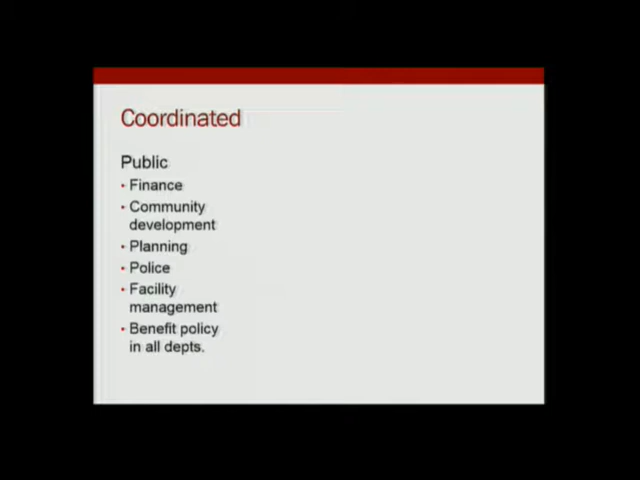 Coordinated
Public
• Finance
• Community
development
• Planning
• Police
• Facility
management
• Benefit policy
in all depts.